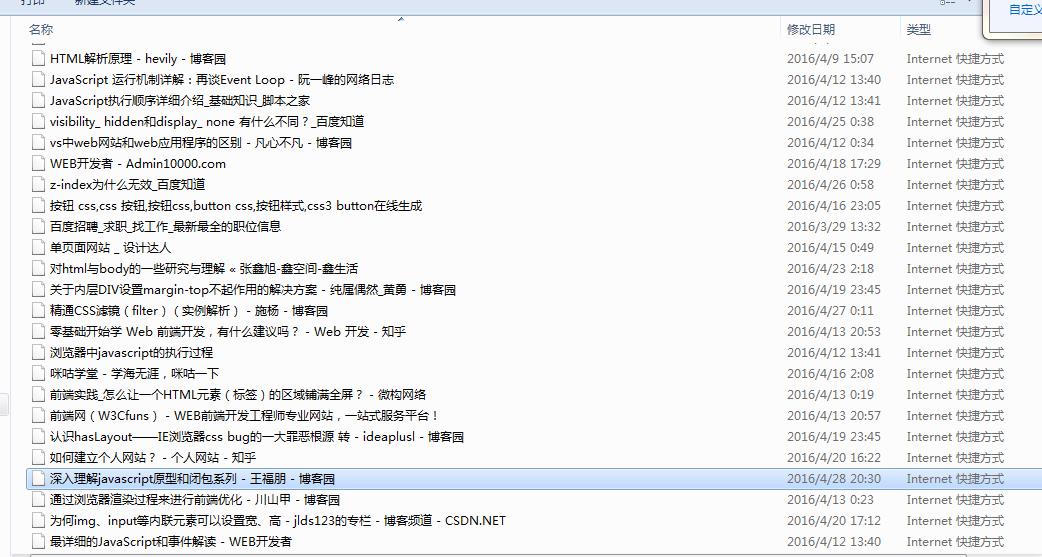 打印 新建文件夹
自定义
名称 修改日期 类型
HTML解析原理 - hevily - 博客园 2016/4/9 15:07 Internet 快捷方式
JavaScript 运行机制详解：再谈Event Loop - 阮一峰的网络日志 2016/4/12 13:40 Internet 快捷方式
JavaScript执行顺序详细介绍_基础知识_脚本之家 2016/4/12 13:41 Internet 快捷方式
visibility_ hidden和display_ none 有什么不同？_百度知道 2016/4/25 0:38 Internet 快捷方式
vs中web网站和web应用程序的区别 - 凡心不凡 - 博客园 2016/4/12 0:34 Internet 快捷方式
WEB开发者 - Admin10000.com 2016/4/18 17:29 Internet 快捷方式
z-index为什么无效_百度知道 2016/4/26 0:58 Internet 快捷方式
按钮 css,css 按钮,按钮css,button css,按钮样式,css3 button在线生成 2016/4/16 23:05 Internet 快捷方式
百度招聘_求职_找工作_最新最全的职位信息 2016/3/29 13:32 Internet 快捷方式
单页面网站 _ 设计达人 2016/4/15 0:49 Internet 快捷方式
对html与body的一些研究与理解 « 张鑫旭-鑫空间-鑫生活 2016/4/23 2:18 Internet 快捷方式
关于内层DIV设置margin-top不起作用的解决方案 - 纯属偶然_黄勇 - 博客园 2016/4/19 23:45 Internet 快捷方式
精通CSS滤镜（filter）（实例解析） - 施杨 - 博客园 2016/4/27 0:11 Internet 快捷方式
零基础开始学 Web 前端开发，有什么建议吗？ - Web 开发 - 知乎 2016/4/13 20:53 Internet 快捷方式
浏览器中javascript的执行过程 2016/4/12 13:41 Internet 快捷方式
咪咕学堂 - 学海无涯，咪咕一下 2016/4/16 2:08 Internet 快捷方式
前端实践_怎么让一个HTML元素（标签）的区域铺满全屏？ - 微构网络 2016/4/13 0:19 Internet 快捷方式
前端网（W3Cfuns） - WEB前端开发工程师专业网站，一站式服务平台！ 2016/4/13 20:57 Internet 快捷方式
认识hasLayout——IE浏览器css bug的一大罪恶根源 转 - ideaplusl - 博客园 2016/4/19 23:45 Internet 快捷方式
如何建立个人网站？ - 个人网站 - 知乎 2016/4/20 16:22 Internet 快捷方式
深入理解javascript原型和闭包系列 - 王福朋 - 博客园 2016/4/28 20:30 Internet 快捷方式
通过浏览器渲染过程来进行前端优化 - 川山甲 - 博客园 2016/4/13 0:23 Internet 快捷方式
为何img、input等内联元素可以设置宽、高 - jlds123的专栏 - 博客频道 - CSDN.NET 2016/4/20 17:12 Internet 快捷方式
最详细的JavaScript和事件解读 - WEB开发者 2016/4/12 13:40 Internet 快捷方式